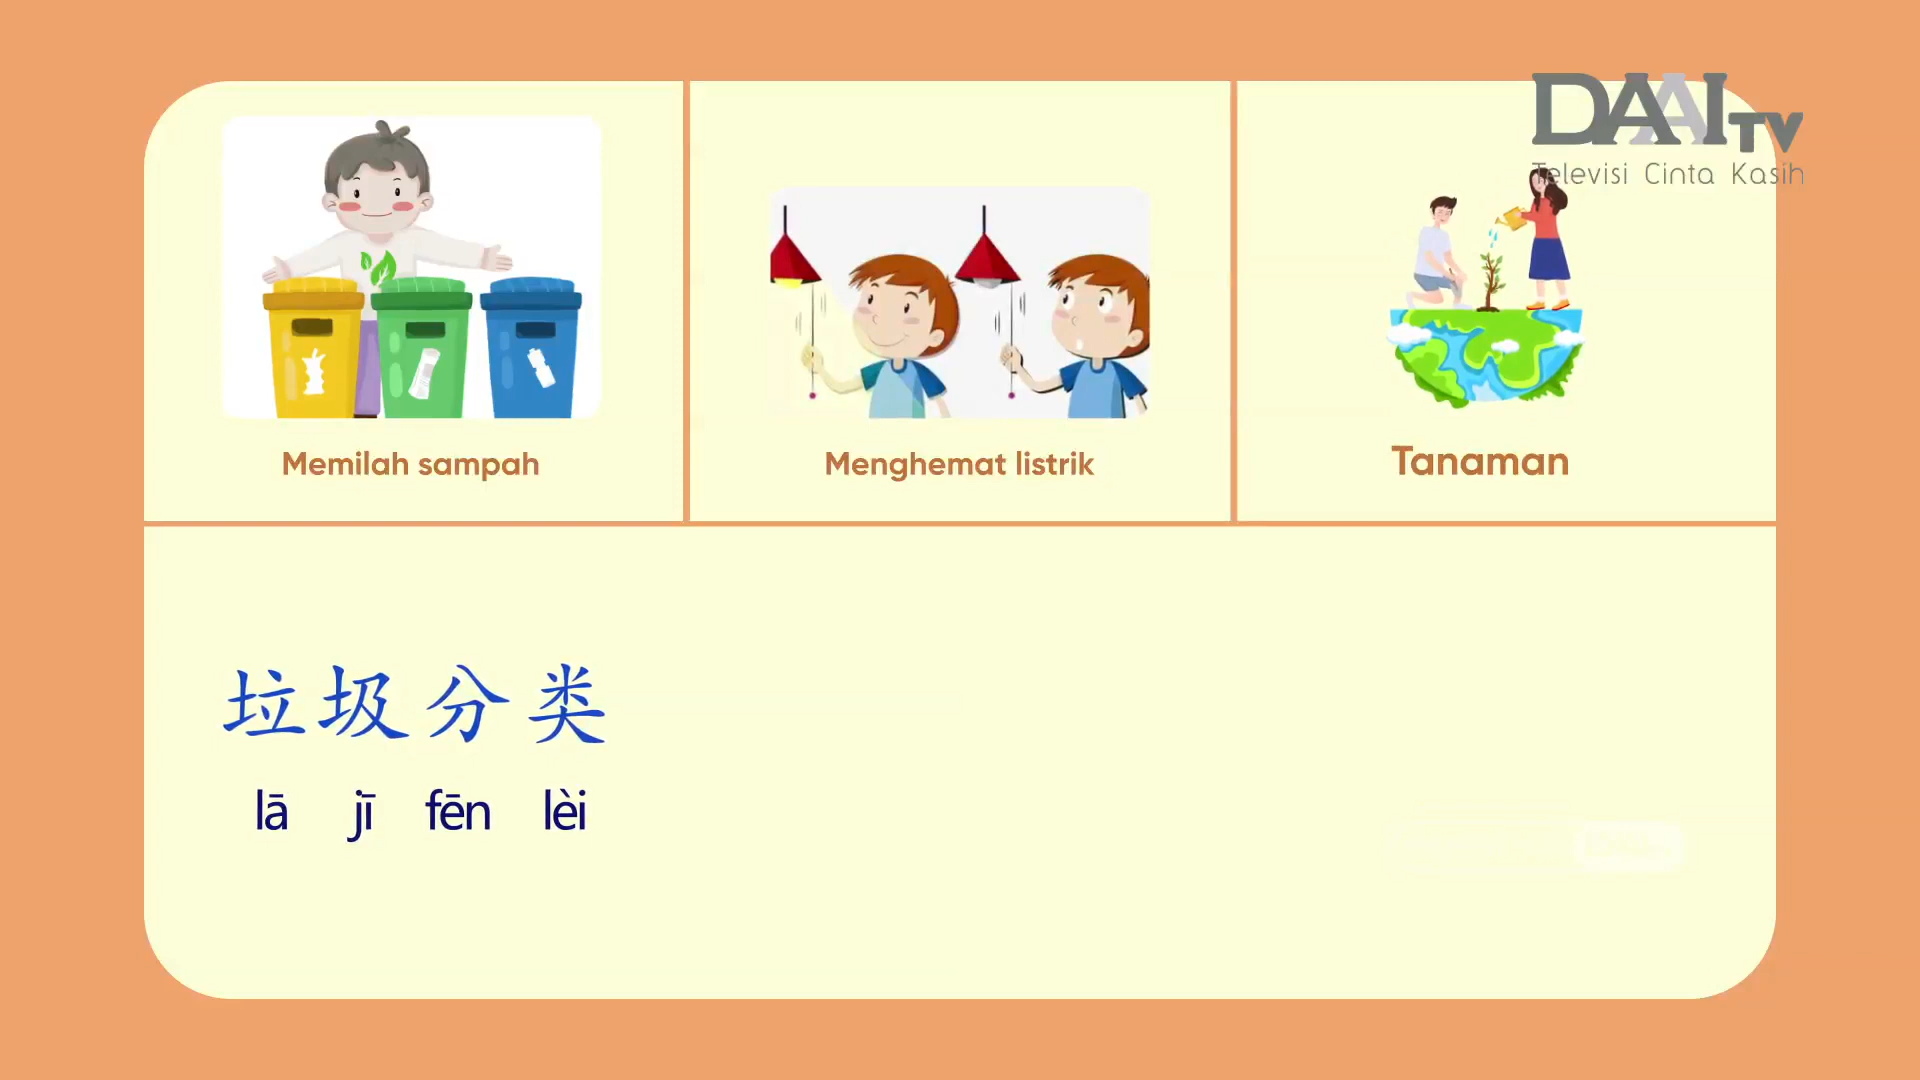 DAAI TV
Televisi Cinta Kasih
Memilah sampah
Menghemat listrik
Tanaman
垃圾分类
lā jī fēn lèi